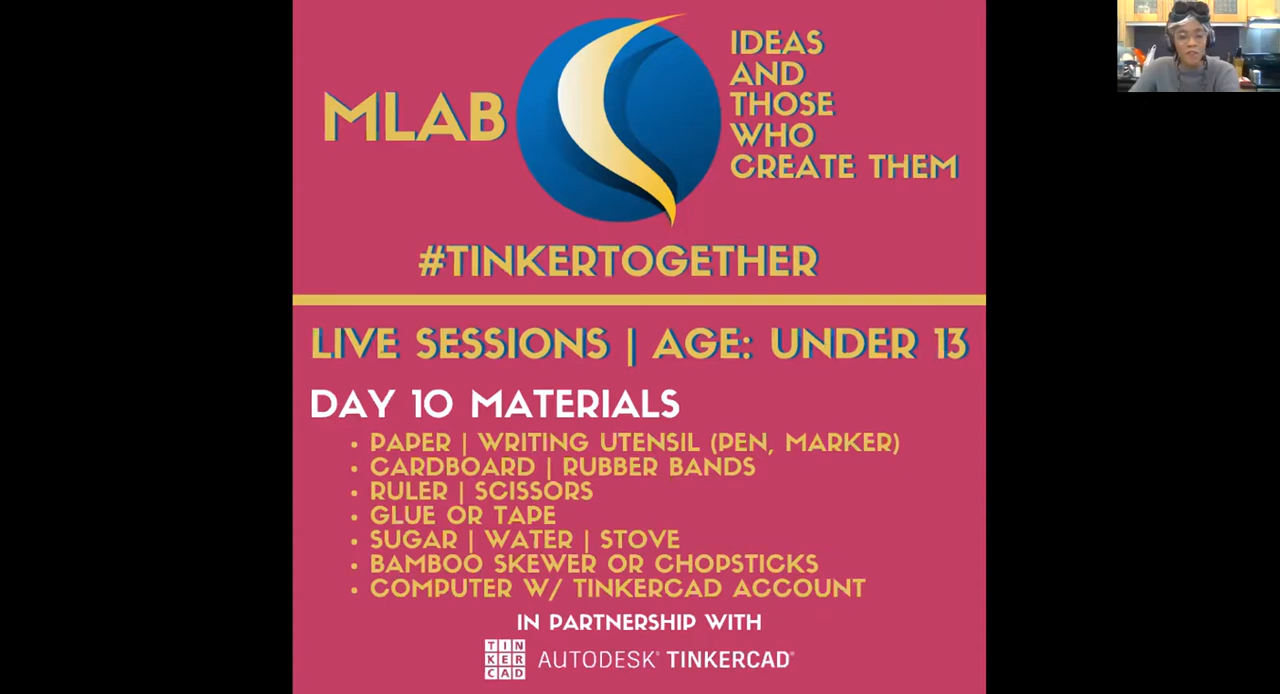 MLAB
IDEAS
AND
THOSE
WHO
CREATE THEM
#TINKERTOGETHER
LIVE SESSIONS | AGE: UNDER 13
DAY 10 MATERIALS
• PAPER | WRITING UTENSIL (PEN, MARKER)
• CARDBOARD | RUBBER BANDS
• RULER | SCISSORS
• GLUE OR TAPE
• SUGAR | WATER | STOVE
• BAMBOO SKEWER OR CHOPSTICKS
• COMPUTER W/ TINKERCAD ACCOUNT
IN PARTNERSHIP WITH
TIN
KER
CAD
AUTODESK® TINKERCAD®